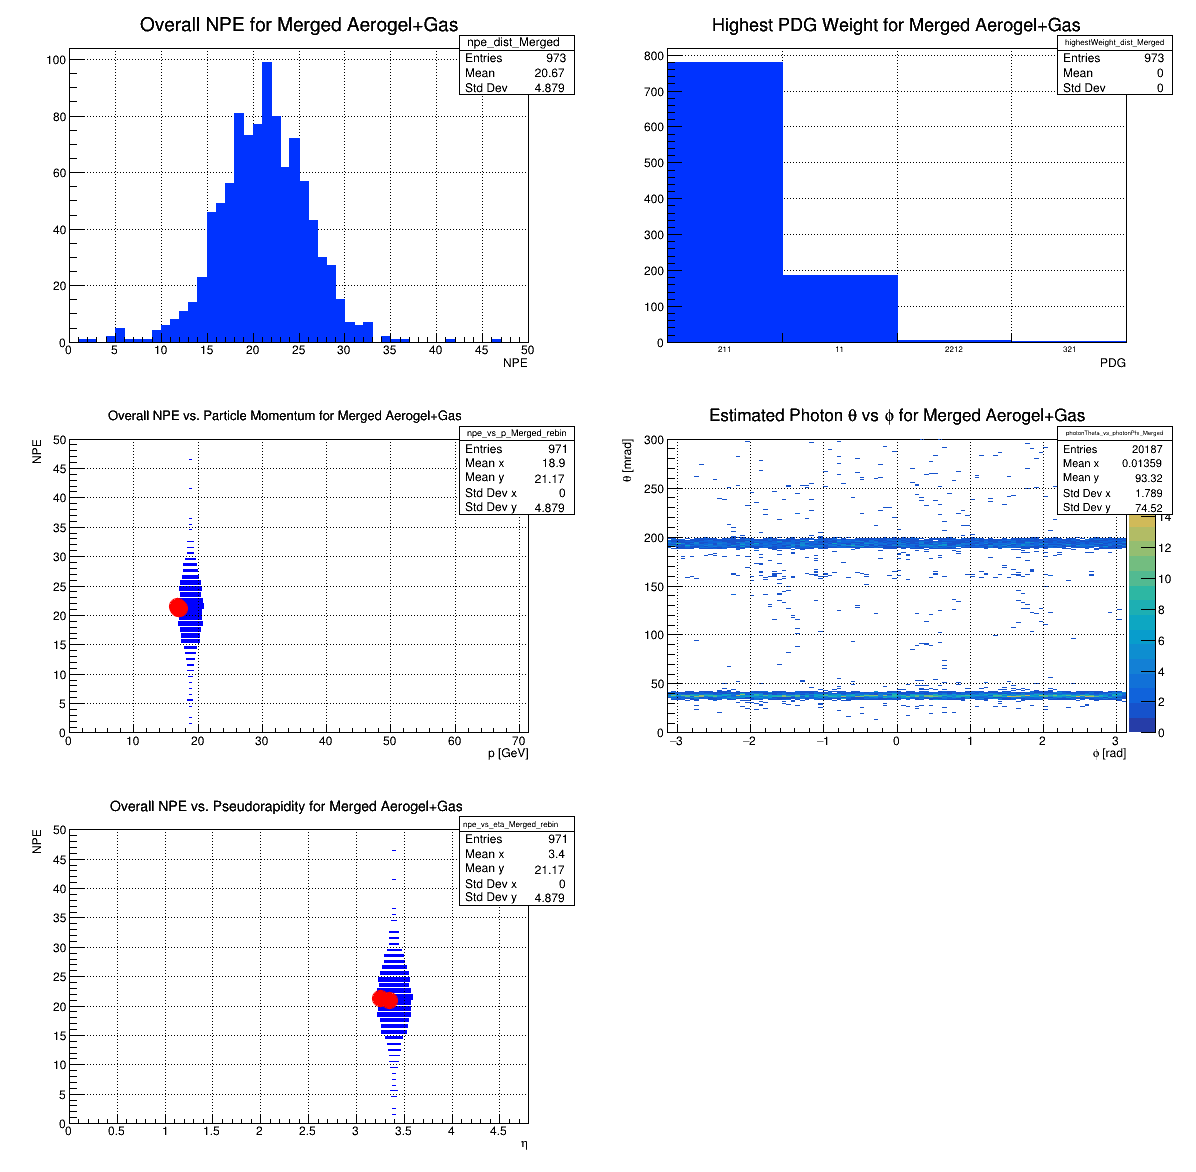 Overall NPE for Merged Aerogel+Gas
npe_dist_Merged
Entries 973
Mean 20.67
Std Dev 4.879
100
80
60
40
20
0
0 5 10 15 20 25 30 35 40 45 50
NPE
Highest PDG Weight for Merged Aerogel+Gas
highestWeight_dist_Merged
Entries 973
Mean 0
Std Dev 0
800
700
600
500
400
300
200
100
0
211 11 2212 321
PDG
Overall NPE vs. Particle Momentum for Merged Aerogel+Gas
npe_vs_p_Merged_rebin
Entries 971
Mean x 18.9
Mean y 21.17
Std Dev x 0
Std Dev y 4.879
NPE
50
45
40
35
30
25
20
15
10
5
0
0 10 20 30 40 50 60 70
p [GeV]
Estimated Photon θ vs ϕ for Merged Aerogel+Gas
photonTheta_vs_photonPhi_Merged
Entries 20187
Mean x 0.01359
Mean y 93.32
Std Dev x 1.789
Std Dev y 74.52
θ [mrad]
300
250
200
150
100
50
0
−3 −2 −1 0 1 2 3
ϕ [rad]
14
12
10
8
6
4
2
0
Overall NPE vs. Pseudorapidity for Merged Aerogel+Gas
npe_vs_eta_Merged_rebin
Entries 971
Mean x 3.4
Mean y 21.17
Std Dev x 0
Std Dev y 4.879
NPE
50
45
40
35
30
25
20
15
10
5
0
0 0.5 1 1.5 2 2.5 3 3.5 4 4.5
η